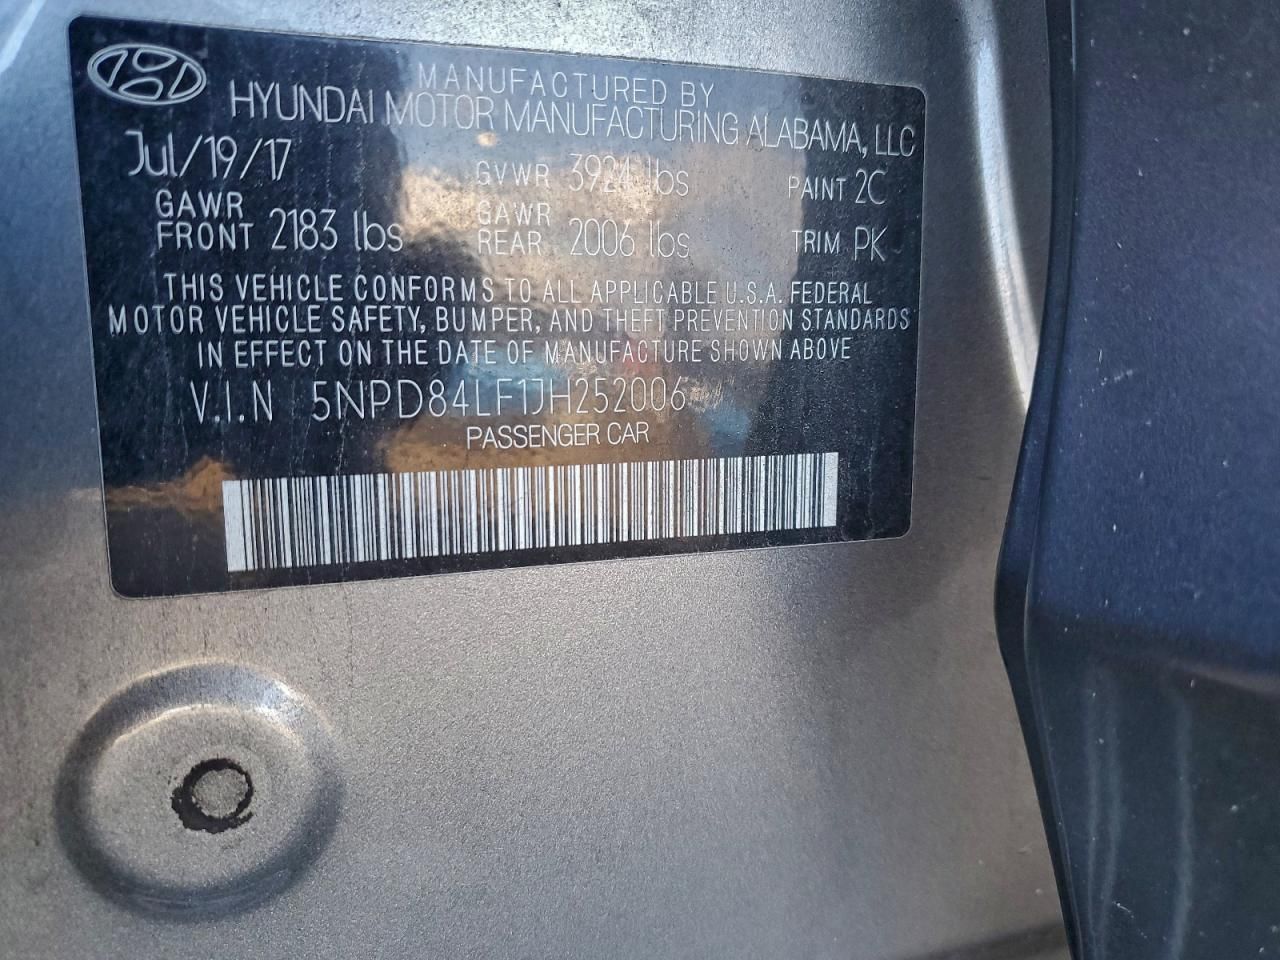 MANUFACTURED BY
HYUNDAI MOTOR MANUFACTURING ALABAMA, LLC
Jul/19/17 GVWR 3924 lbs PAINT 2C
GAWR FRONT 2183 lbs GAWR REAR 2006 lbs TRIM PK
THIS VEHICLE CONFORMS TO ALL APPLICABLE U.S.A. FEDERAL
MOTOR VEHICLE SAFETY, BUMPER, AND THEFT PREVENTION STANDARDS
IN EFFECT ON THE DATE OF MANUFACTURE SHOWN ABOVE
V.I.N 5NPD84LF1JH252006
PASSENGER CAR